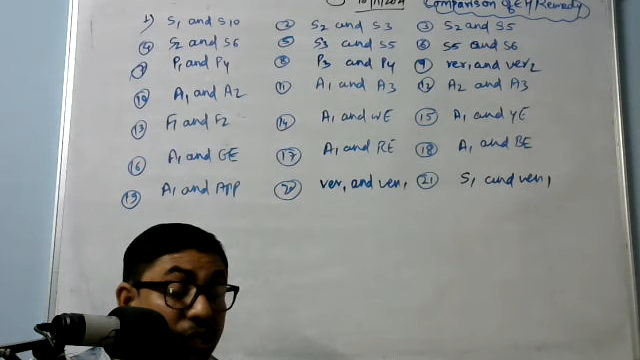 Comparison of EH Remedy
1) S1 and S10 2 S2 and S3 3 S2 and S5
4 S2 and S6 5 S3 and S5 6 S5 and S6
7 P1 and P4 8 P3 and P4 9 ver1 and ver2
10 A1 and A2 11 A1 and A3 12 A2 and A3
13 F1 and F2 14 A1 and WE 15 A1 and YE
16 A1 and GE 17 A1 and RE 18 A1 and BE
19 A1 and APP 20 ver1 and ven1 21 S1 and ven1